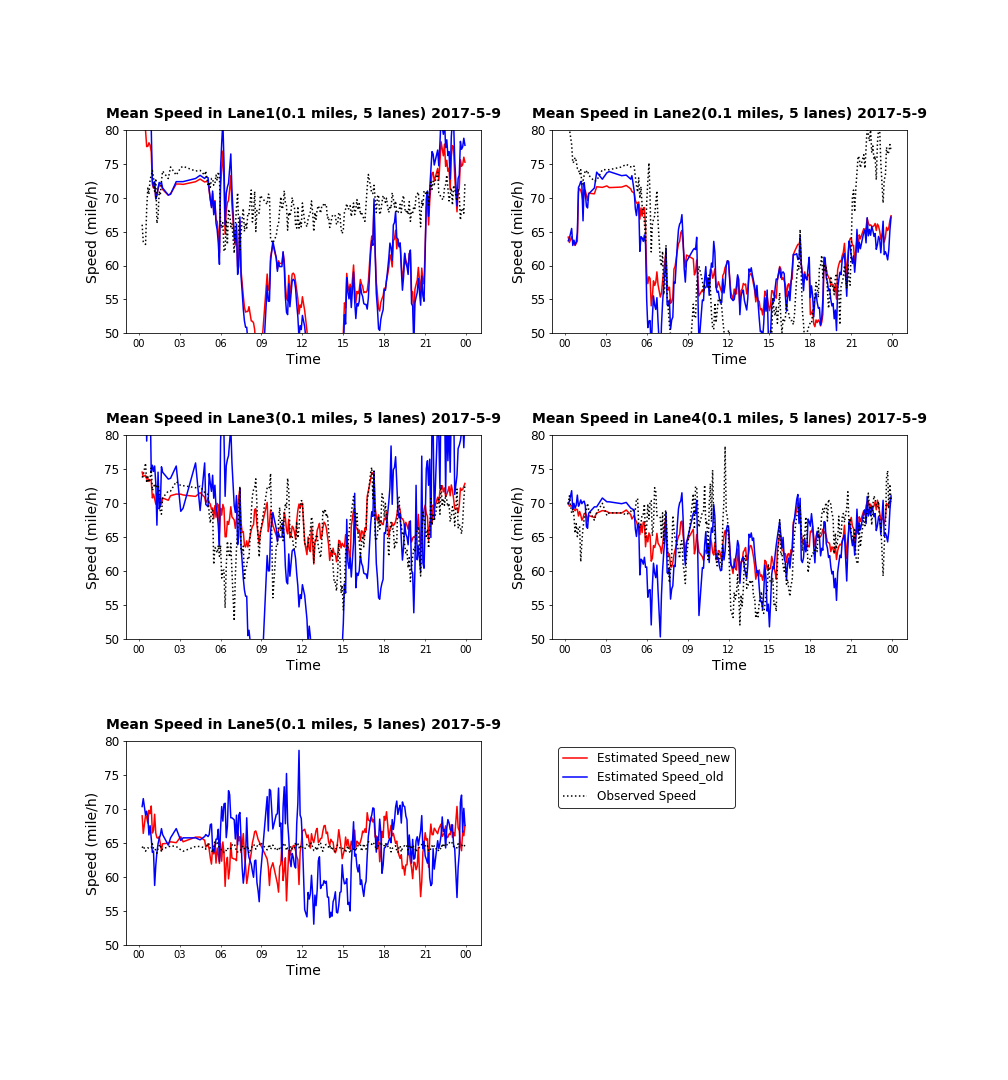 Mean Speed in Lane1(0.1 miles, 5 lanes) 2017-5-9
80
75
70
65
60
55
50
Speed (mile/h)
00 03 06 09 12 15 18 21 00
Time
Mean Speed in Lane2(0.1 miles, 5 lanes) 2017-5-9
80
75
70
65
60
55
50
Speed (mile/h)
00 03 06 09 12 15 18 21 00
Time
Mean Speed in Lane3(0.1 miles, 5 lanes) 2017-5-9
80
75
70
65
60
55
50
Speed (mile/h)
00 03 06 09 12 15 18 21 00
Time
Mean Speed in Lane4(0.1 miles, 5 lanes) 2017-5-9
80
75
70
65
60
55
50
Speed (mile/h)
00 03 06 09 12 15 18 21 00
Time
Mean Speed in Lane5(0.1 miles, 5 lanes) 2017-5-9
80
75
70
65
60
55
50
Speed (mile/h)
00 03 06 09 12 15 18 21 00
Time
Estimated Speed_new
Estimated Speed_old
Observed Speed